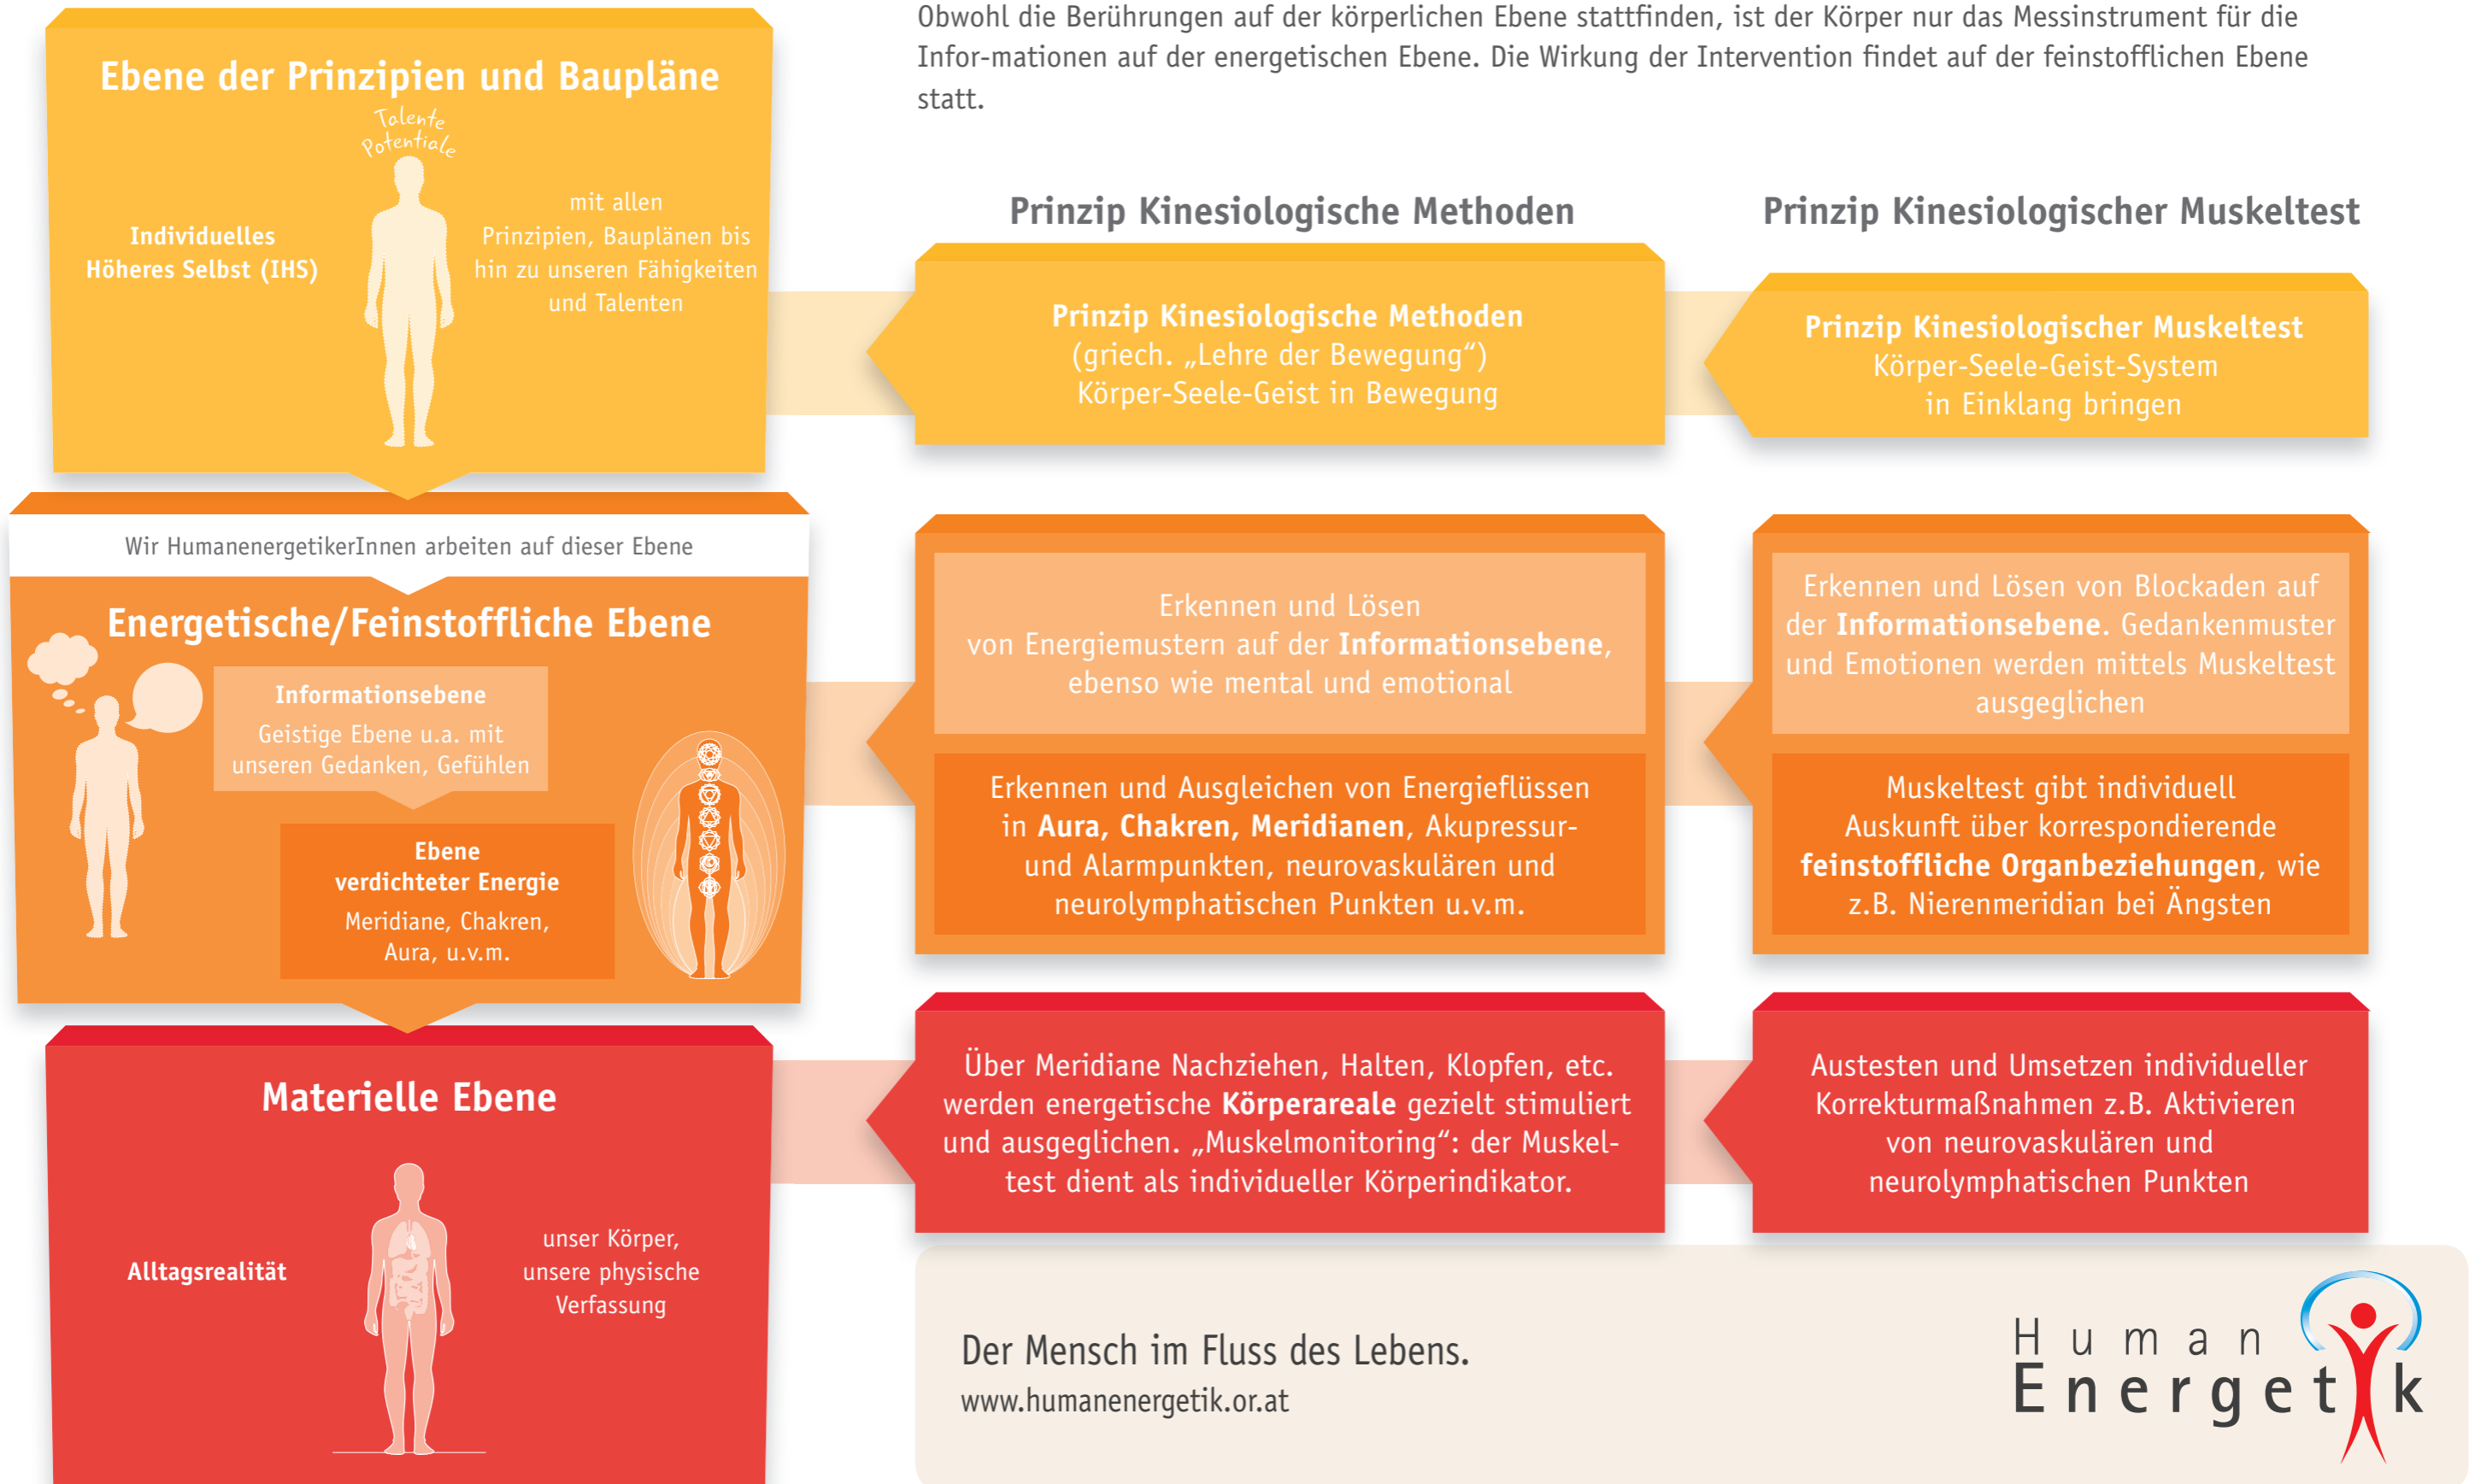 Obwohl die Berührungen auf der körperlichen Ebene stattfinden, ist der Körper nur das Messinstrument für die
Infor-mationen auf der energetischen Ebene. Die Wirkung der Intervention findet auf der feinstofflichen Ebene
statt.
Ebene der Prinzipien und Baupläne
Talente
Potentiale
Individuelles
Höheres Selbst (IHS)
mit allen
Prinzipien, Bauplänen bis
hin zu unseren Fähigkeiten
und Talenten
Wir HumanenergetikerInnen arbeiten auf dieser Ebene
Energetische/Feinstoffliche Ebene
Informationsebene
Geistige Ebene u.a. mit
unseren Gedanken, Gefühlen
Ebene
verdichteter Energie
Meridiane, Chakren,
Aura, u.v.m.
Materielle Ebene
Alltagsrealität
unser Körper,
unsere physische
Verfassung
Prinzip Kinesiologische Methoden
Prinzip Kinesiologische Methoden
(griech. „Lehre der Bewegung“)
Körper-Seele-Geist in Bewegung
Erkennen und Lösen
von Energiemustern auf der Informationsebene,
ebenso wie mental und emotional
Erkennen und Ausgleichen von Energieflüssen
in Aura, Chakren, Meridianen, Akupressur-
und Alarmpunkten, neurovaskulären und
neurolymphatischen Punkten u.v.m.
Über Meridiane Nachziehen, Halten, Klopfen, etc.
werden energetische Körperareale gezielt stimuliert
und ausgeglichen. „Muskelmonitoring“: der Muskel-
test dient als individueller Körperindikator.
Prinzip Kinesiologischer Muskeltest
Prinzip Kinesiologischer Muskeltest
Körper-Seele-Geist-System
in Einklang bringen
Erkennen und Lösen von Blockaden auf
der Informationsebene. Gedankenmuster
und Emotionen werden mittels Muskeltest
ausgeglichen
Muskeltest gibt individuell
Auskunft über korrespondierende
feinstoffliche Organbeziehungen, wie
z.B. Nierenmeridian bei Ängsten
Austesten und Umsetzen individueller
Korrekturmaßnahmen z.B. Aktivieren
von neurovaskulären und
neurolymphatischen Punkten
Der Mensch im Fluss des Lebens.
www.humanenergetik.or.at
Human
Energetik